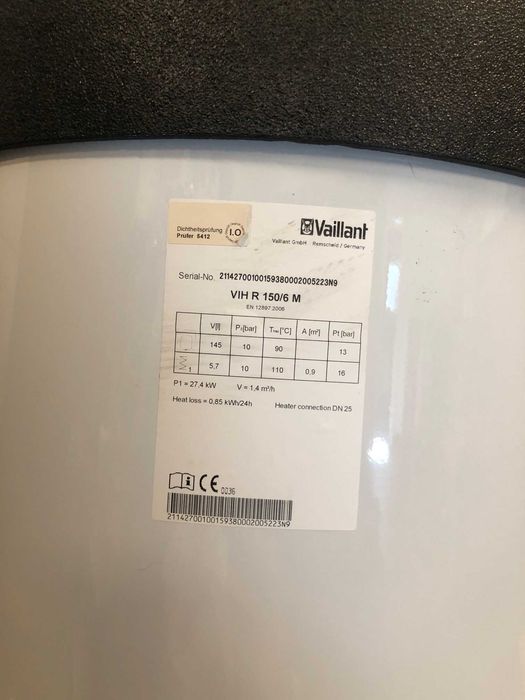 Dichtheitsprüfung
Prüfer 5412
I.O
Vaillant
Vaillant GmbH Remscheid / Germany
Serial-No. 21142700100159380002005223N9
VIH R 150/6 M
EN 12897:2006
V[l] P [bar] T [°C] A [m²] Pt [bar]
145 10 90 13
1 5,7 10 110 0,9 16
P1 = 27,4 kW V = 1,4 m³/h
Heat loss = 0,85 kWh/24h Heater connection DN 25
i CE 0036
21142700100159380002005223N9